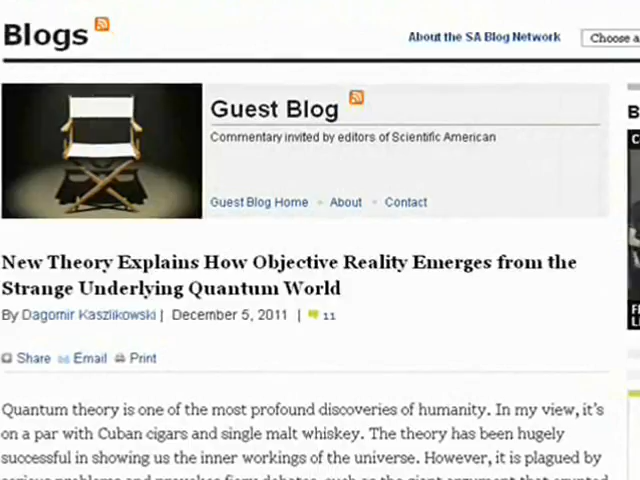 Blogs
About the SA Blog Network
Choose a
Guest Blog
Commentary invited by editors of Scientific American
Guest Blog Home • About • Contact
New Theory Explains How Objective Reality Emerges from the
Strange Underlying Quantum World
By Dagomir Kaszlikowski | December 5, 2011 | 11
Share Email Print
Quantum theory is one of the most profound discoveries of humanity. In my view, it's
on a par with Cuban cigars and single malt whiskey. The theory has been hugely
successful in showing us the inner workings of the universe. However, it is plagued by